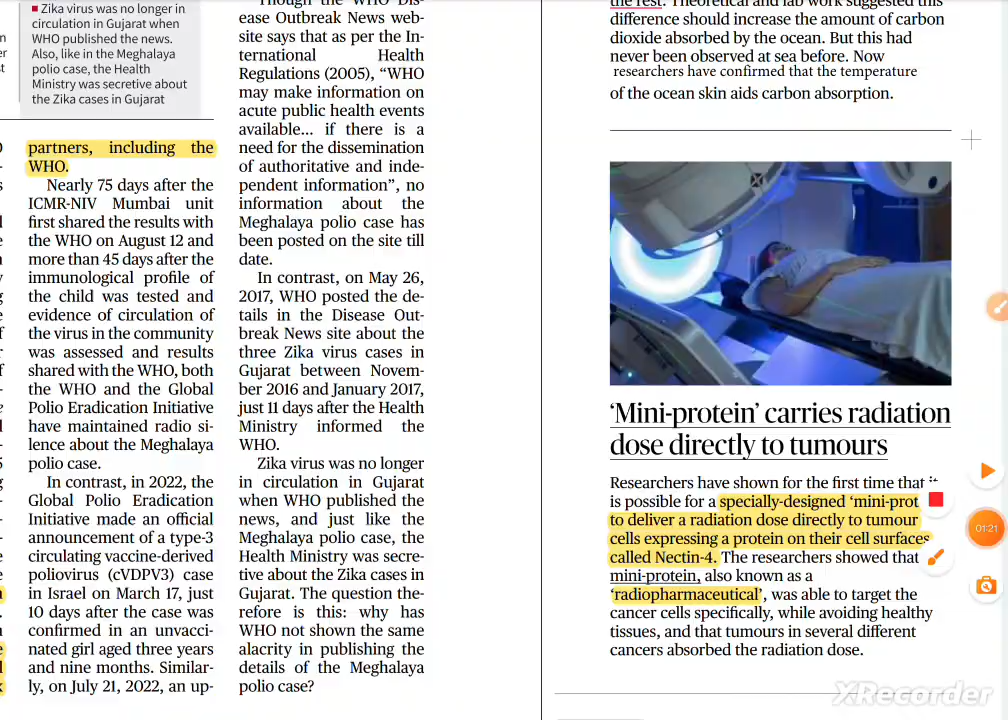 Zika virus was no longer in
circulation in Gujarat when
WHO published the news.
Also, like in the Meghalaya
polio case, the Health
Ministry was secretive about
the Zika cases in Gujarat
partners, including the
WHO.
Nearly 75 days after the
ICMR-NIV Mumbai unit
first shared the results with
the WHO on August 12 and
more than 45 days after the
immunological profile of
the child was tested and
evidence of circulation of
the virus in the community
was assessed and results
shared with the WHO, both
the WHO and the Global
Polio Eradication Initiative
have maintained radio si-
lence about the Meghalaya
polio case.
In contrast, in 2022, the
Global Polio Eradication
Initiative made an official
announcement of a type-3
circulating vaccine-derived
poliovirus (cVDPV3) case
in Israel on March 17, just
10 days after the case was
confirmed in an unvacci-
nated girl aged three years
and nine months. Similar-
ly, on July 21, 2022, an up-
Though the WHO Dis-
ease Outbreak News web-
site says that as per the In-
ternational Health
Regulations (2005), “WHO
may make information on
acute public health events
available... if there is a
need for the dissemination
of authoritative and inde-
pendent information”, no
information about the
Meghalaya polio case has
been posted on the site till
date.
In contrast, on May 26,
2017, WHO posted the de-
tails in the Disease Out-
break News site about the
three Zika virus cases in
Gujarat between Novem-
ber 2016 and January 2017,
just 11 days after the Health
Ministry informed the
WHO.
Zika virus was no longer
in circulation in Gujarat
when WHO published the
news, and just like the
Meghalaya polio case, the
Health Ministry was secre-
tive about the Zika cases in
Gujarat. The question the-
refore is this: why has
WHO not shown the same
alacrity in publishing the
details of the Meghalaya
polio case?
the rest. Theoretical and lab work suggested this
difference should increase the amount of carbon
dioxide absorbed by the ocean. But this had
never been observed at sea before. Now
researchers have confirmed that the temperature
of the ocean skin aids carbon absorption.
‘Mini-protein’ carries radiation
dose directly to tumours
Researchers have shown for the first time that
is possible for a specially-designed ‘mini-prot
to deliver a radiation dose directly to tumour
cells expressing a protein on their cell surfaces
called Nectin-4. The researchers showed that
mini-protein, also known as a
‘radiopharmaceutical’, was able to target the
cancer cells specifically, while avoiding healthy
tissues, and that tumours in several different
cancers absorbed the radiation dose.
01:21
XRecorder